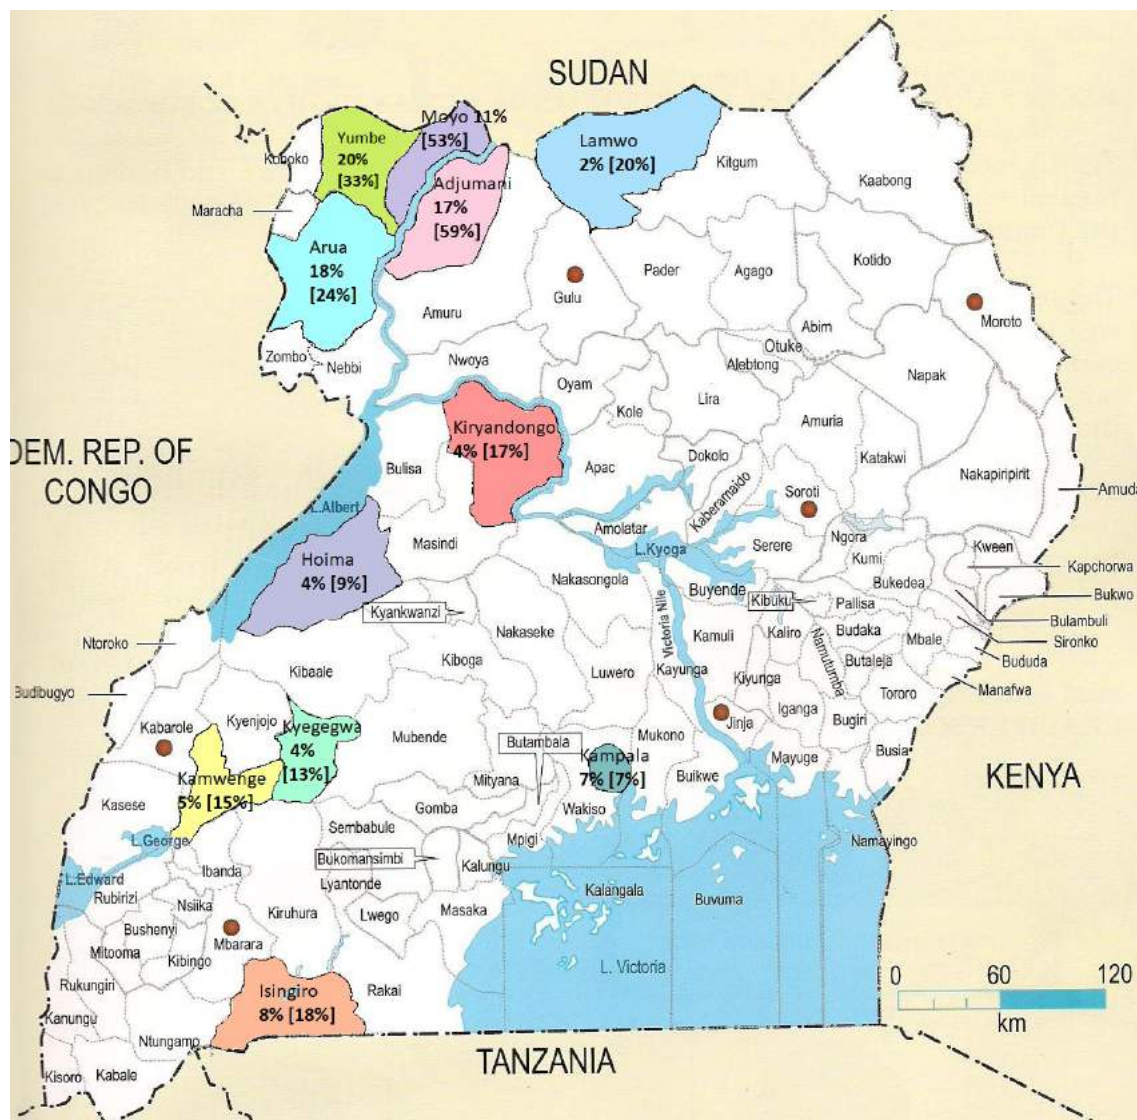 SUDAN
Moyo 11%
[53%]
Yumbe
20%
[33%]
Lamwo
2% [20%]
Koboko
Kitgum
Kaabong
Adjumani
17%
[59%]
Maracha
Arua
18%
[24%]
Kotido
Pader
Agago
Gulu
Amuru
Moroto
Abim
Otuke
Zombo
Nebbi
Nwoya
Alebtong
Napak
Oyam
Lira
Kole
Kiryandongo
4% [17%]
Amuria
DEM. REP. OF
CONGO
Dokolo
Katakwi
Bulisa
Apac
Nakapiripirit
Amuda
Kaberamaido
Soroti
L.Albert
Amolatar
Masindi
L.Kyoga
Serere
Ngora
Kween
Hoima
4% [9%]
Kumi
Kapchorwa
Nakasongola
Bukedea
Buyende
Bukwo
Kyankwanzi
Kibuku
Pallisa
Victoria Nile
Bulambuli
Nakaseke
Kamuli
Kaliro
Budaka
Mbale
Sironko
Ntoroko
Namutumba
Kiboga
Bududa
Kibaale
Luwero
Kayunga
Butaleja
Kiyunga
Manafwa
Budibugyo
Tororo
Kabarole
Kyenjojo
Kyegegwa
4%
[13%]
Iganga
Bugiri
Jinja
Mubende
Butambala
Mukono
Kampala
7% [7%]
Busia
Mayuge
Kamwenge
5% [15%]
Mityana
Buikwe
KENYA
Kasese
Gomba
Wakiso
Sembabule
L.George
Mpigi
Namayingo
Bukomansimbi
Kalungu
Ibanda
L.Edward
Lyantonde
Kalangala
Rubirizi
Buvuma
Nsiika
Kiruhura
Lwego
Masaka
Bushenyi
Mbarara
Mitooma
Kibingo
L. Victoria
0 60 120
km
Rukungiri
Isingiro
8% [18%]
Rakai
Kanungu
Ntungamo
TANZANIA
Kisoro
Kabale